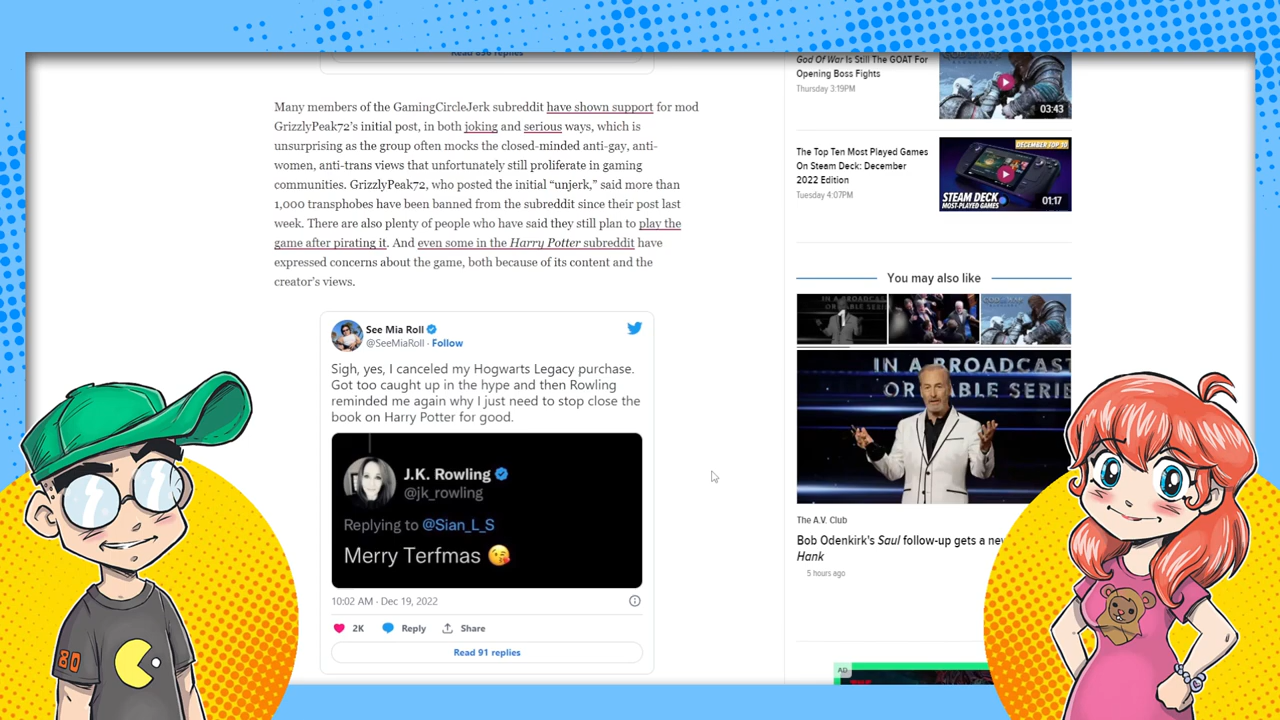 Read 636 replies
Many members of the GamingCircleJerk subreddit have shown support for mod
GrizzlyPeak72's initial post, in both joking and serious ways, which is
unsurprising as the group often mocks the closed-minded anti-gay, anti-
women, anti-trans views that unfortunately still proliferate in gaming
communities. GrizzlyPeak72, who posted the initial “unjerk,” said more than
1,000 transphobes have been banned from the subreddit since their post last
week. There are also plenty of people who have said they still plan to play the
game after pirating it. And even some in the Harry Potter subreddit have
expressed concerns about the game, both because of its content and the
creator's views.
See Mia Roll
@SeeMiaRoll · Follow
Sigh, yes, I canceled my Hogwarts Legacy purchase.
Got too caught up in the hype and then Rowling
reminded me again why I just need to stop close the
book on Harry Potter for good.
J.K. Rowling
@jk_rowling
Replying to @Sian_L_S
Merry Terfmas 😘
10:02 AM · Dec 19, 2022
2K Reply Share
Read 91 replies
God Of War Is Still The GOAT For
Opening Boss Fights
Thursday 3:19PM
03:43
The Top Ten Most Played Games
On Steam Deck: December
2022 Edition
Tuesday 4:07PM
DECEMBER TOP 10
STEAM DECK
MOST-PLAYED GAMES
01:17
You may also like
IN A BROADCAST
OR CABLE SERIE
The A.V. Club
Bob Odenkirk's Saul follow-up gets a ne
Hank
5 hours ago
AD
80